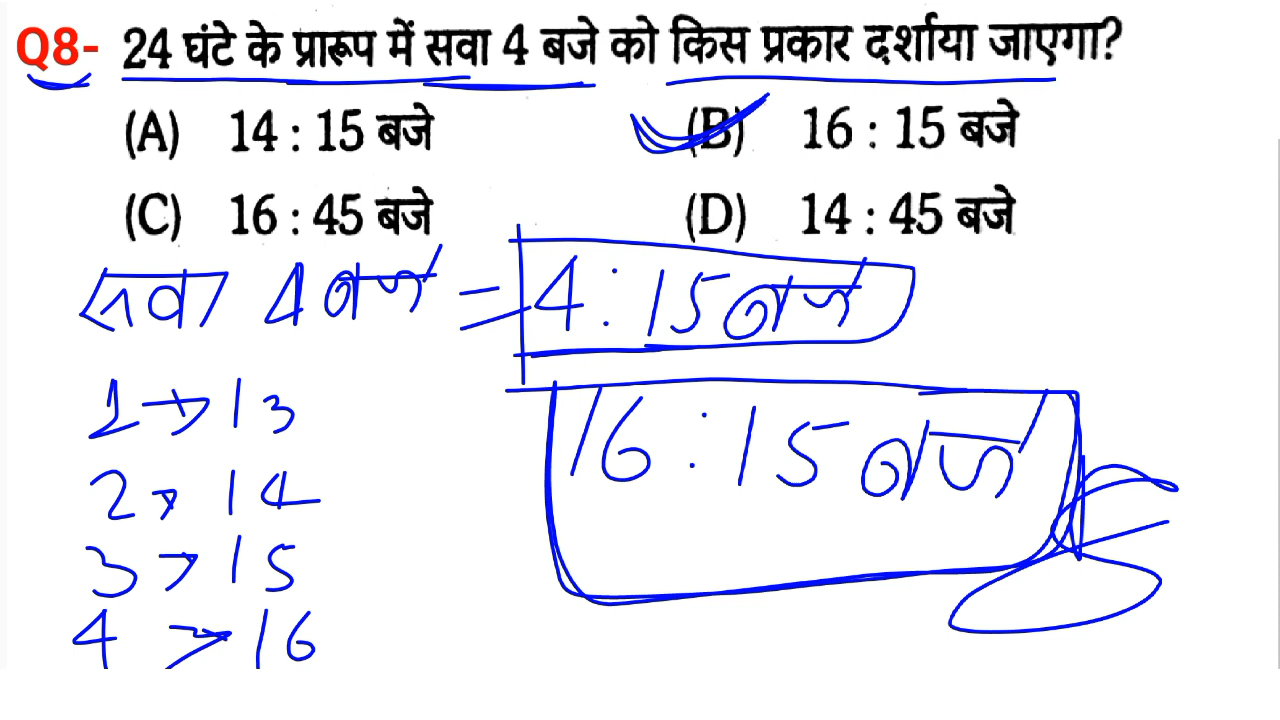 Q8- 24 घंटे के प्रारूप में सवा 4 बजे को किस प्रकार दर्शाया जाएगा?
(A) 14 : 15 बजे (B) 16 : 15 बजे
(C) 16 : 45 बजे (D) 14 : 45 बजे
सवा 4 बजे = 4 : 15 बजे
1 → 13
16 : 15 बजे
2 → 14
3 → 15
4 → 16